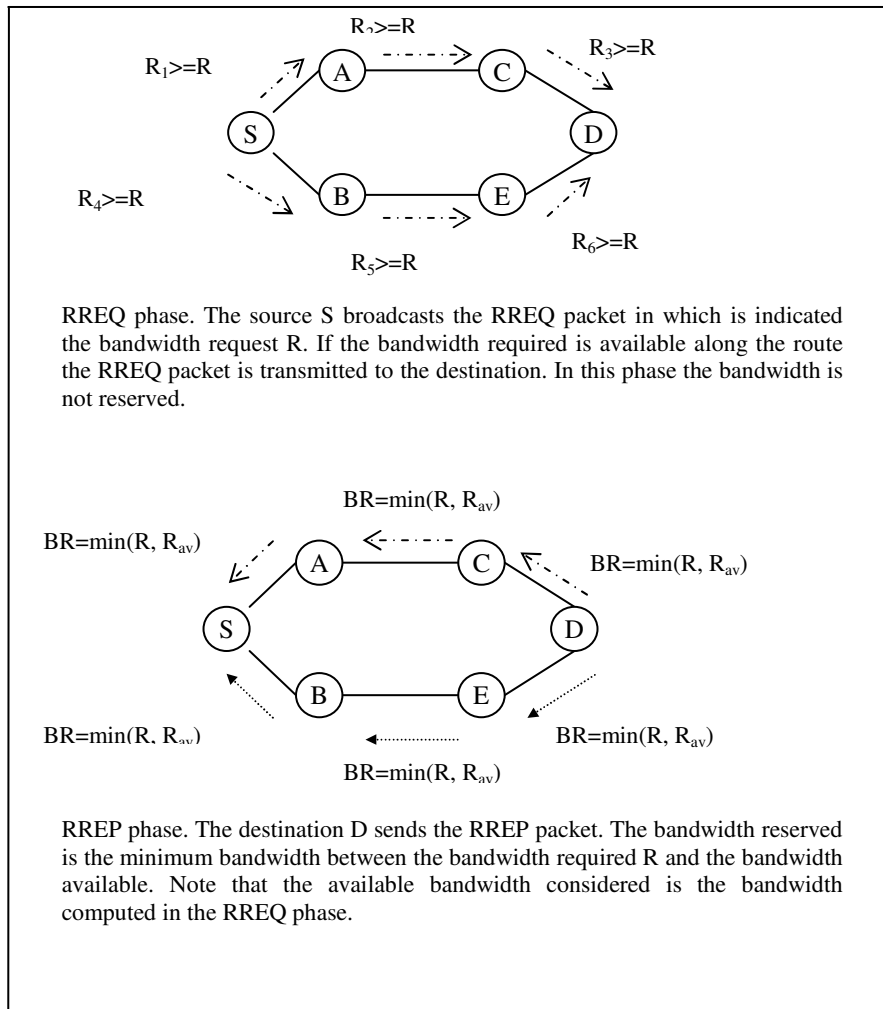 R₂>=R
R₁>=R
A
C
R₃>=R
S
D
R₄>=R
B
E
R₅>=R
R₆>=R
RREQ phase. The source S broadcasts the RREQ packet in which is indicated
the bandwidth request R. If the bandwidth required is available along the route
the RREQ packet is transmitted to the destination. In this phase the bandwidth is
not reserved.
BR=min(R, Rₐᵥ)
BR=min(R, Rₐᵥ)
A
C
BR=min(R, Rₐᵥ)
S
D
B
E
BR=min(R, Rₐᵥ)
BR=min(R, Rₐᵥ)
BR=min(R, Rₐᵥ)
RREP phase. The destination D sends the RREP packet. The bandwidth reserved
is the minimum bandwidth between the bandwidth required R and the bandwidth
available. Note that the available bandwidth considered is the bandwidth
computed in the RREQ phase.